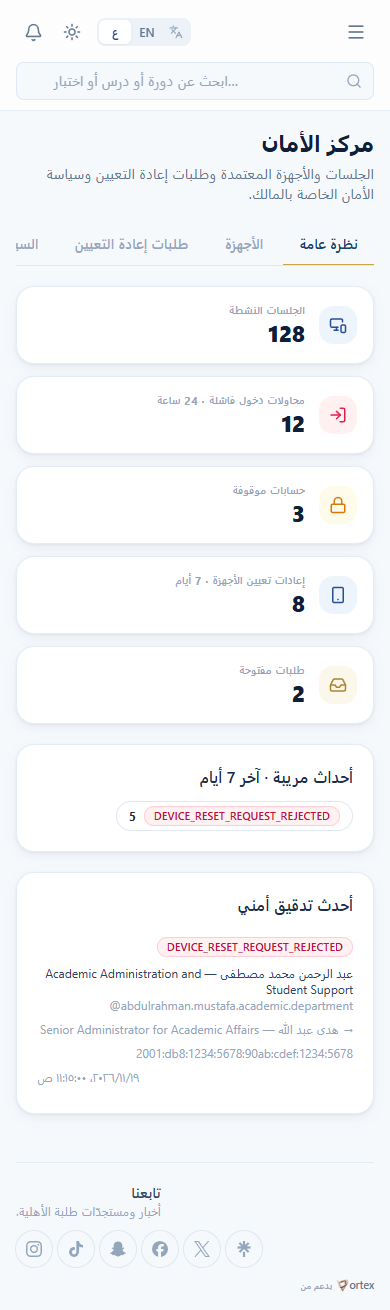 ع EN
ابحث عن دورة أو درس أو اختبار...
مركز الأمان
الجلسات والأجهزة المعتمدة وطلبات إعادة التعيين وسياسة
الأمان الخاصة بالمالك.
نظرة عامة
الأجهزة
طلبات إعادة التعيين
الجلسات النشطة
128
محاولات دخول فاشلة · 24 ساعة
12
حسابات موقوفة
3
إعادات تعيين الأجهزة · 7 أيام
8
طلبات مفتوحة
2
أحداث مريبة · آخر 7 أيام
DEVICE_RESET_REQUEST_REJECTED 5
أحدث تدقيق أمني
DEVICE_RESET_REQUEST_REJECTED
عبد الرحمن محمد مصطفى — Academic Administration and
Student Support
@abdulrahman.mustafa.academic.department
→ هدى عبد الله — Senior Administrator for Academic Affairs
2001:db8:1234:5678:90ab:cdef:1234:5678
١٩‏/١١‏/٢٠٢٦، ١١:١٥:٠٠ ص
تابعنا
أخبار ومستجدّات طلبة الأهلية.
بدعم من ortex